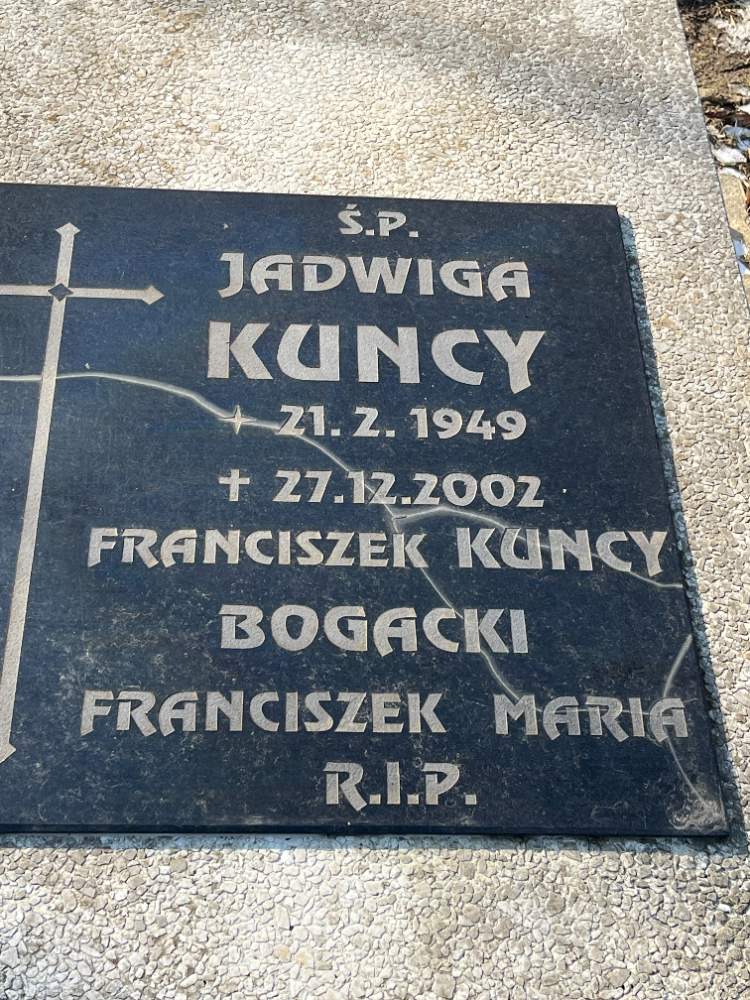 Ś.P.
JADWIGA
KUNCY
21. 2. 1949
✝ 27.12.2002
FRANCISZEK KUNCY
BOGACKI
FRANCISZEK MARIA
R.I.P.